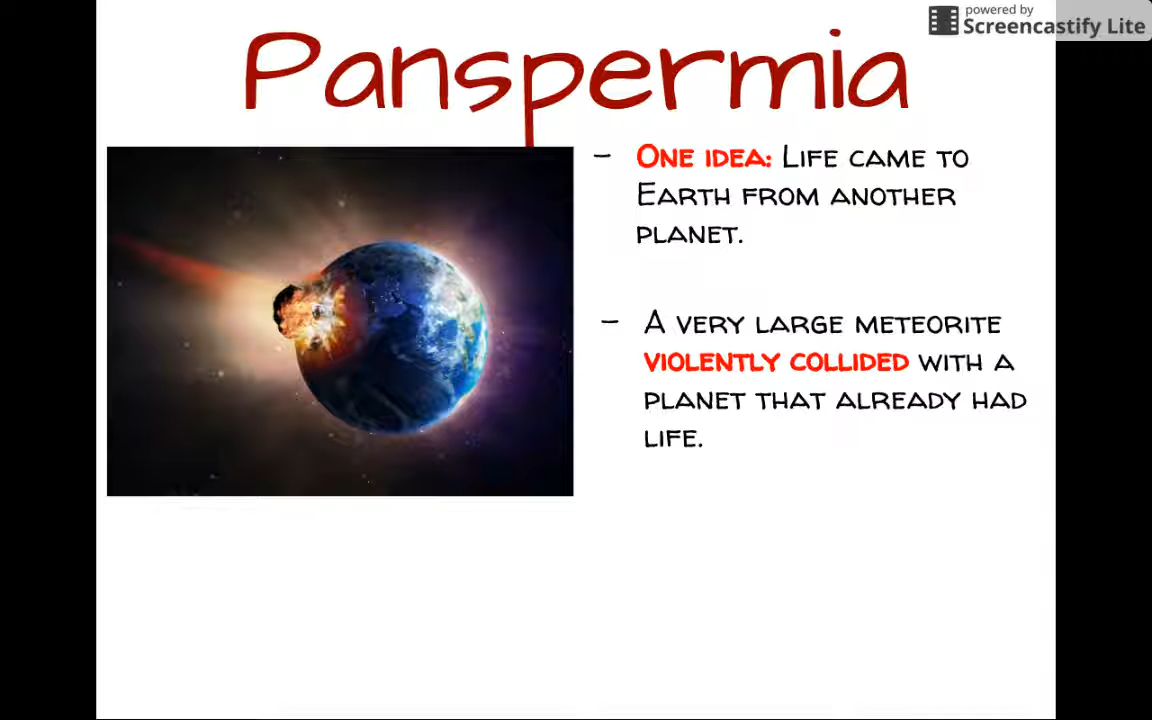 powered by
Screencastify Lite
Panspermia
- One idea: Life came to
Earth from another
planet.
- A very large meteorite
violently collided with a
planet that already had
life.